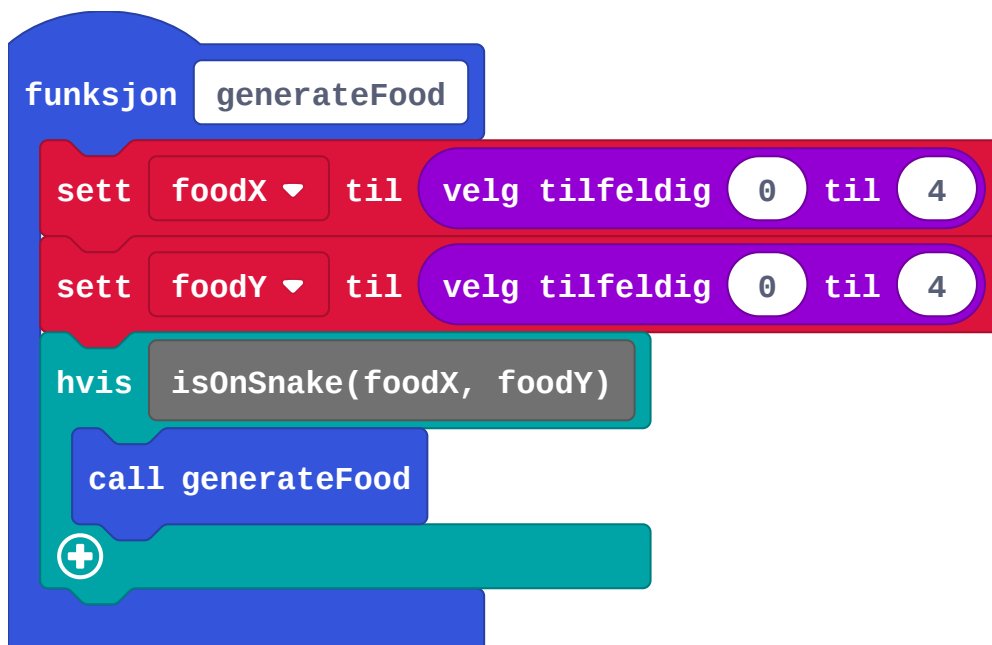 funksjon generateFood
sett foodX til velg tilfeldig 0 til 4
sett foodY til velg tilfeldig 0 til 4
hvis isOnSnake(foodX, foodY)
call generateFood